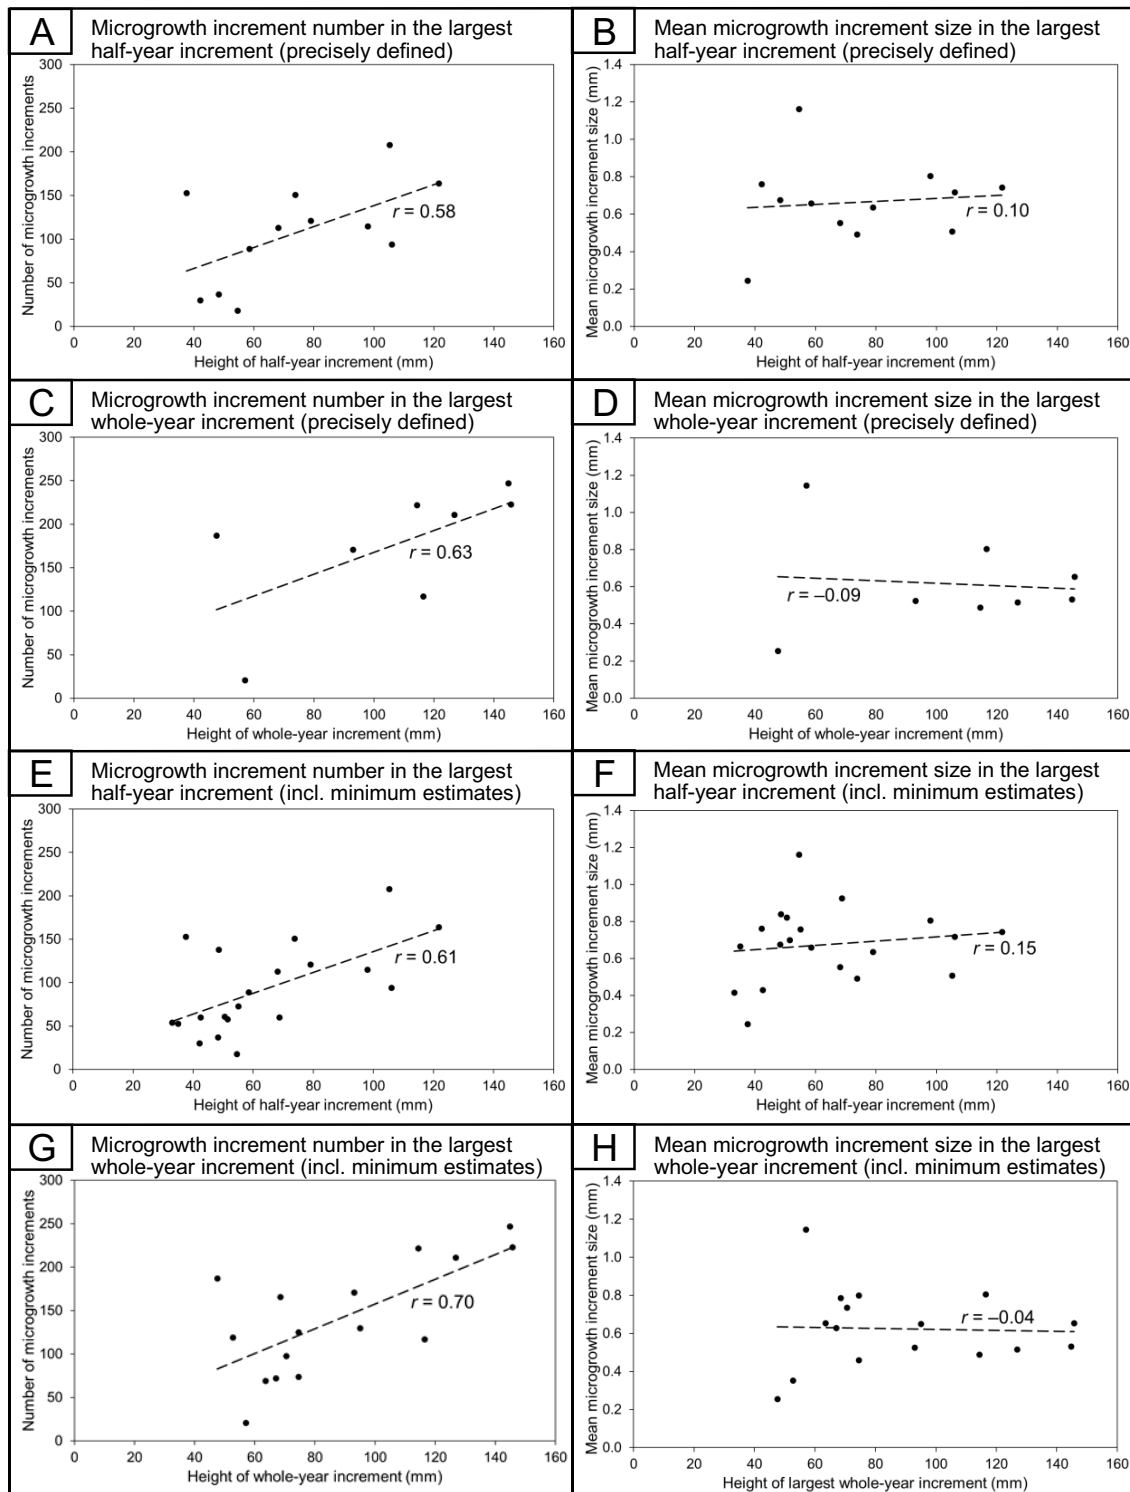 A
Microgrowth increment number in the largest
half-year increment (precisely defined)
Number of microgrowth increments
300
250
200
150
100
50
0
r = 0.58
0 20 40 60 80 100 120 140 160
Height of half-year increment (mm)
B
Mean microgrowth increment size in the largest
half-year increment (precisely defined)
Mean microgrowth increment size (mm)
1.4
1.2
1.0
0.8
0.6
0.4
0.2
0.0
r = 0.10
0 20 40 60 80 100 120 140 160
Height of half-year increment (mm)
C
Microgrowth increment number in the largest
whole-year increment (precisely defined)
Number of microgrowth increments
300
250
200
150
100
50
0
r = 0.63
0 20 40 60 80 100 120 140 160
Height of whole-year increment (mm)
D
Mean microgrowth increment size in the largest
whole-year increment (precisely defined)
Mean microgrowth increment size (mm)
1.4
1.2
1.0
0.8
0.6
0.4
0.2
0.0
r = –0.09
0 20 40 60 80 100 120 140 160
Height of whole-year increment (mm)
E
Microgrowth increment number in the largest
half-year increment (incl. minimum estimates)
Number of microgrowth increments
300
250
200
150
100
50
0
r = 0.61
0 20 40 60 80 100 120 140 160
Height of half-year increment (mm)
F
Mean microgrowth increment size in the largest
half-year increment (incl. minimum estimates)
Mean microgrowth increment size (mm)
1.4
1.2
1.0
0.8
0.6
0.4
0.2
0.0
r = 0.15
0 20 40 60 80 100 120 140 160
Height of half-year increment (mm)
G
Microgrowth increment number in the largest
whole-year increment (incl. minimum estimates)
Number of microgrowth increments
300
250
200
150
100
50
0
r = 0.70
0 20 40 60 80 100 120 140 160
Height of whole-year increment (mm)
H
Mean microgrowth increment size in the largest
whole-year increment (incl. minimum estimates)
Mean microgrowth increment size (mm)
1.4
1.2
1.0
0.8
0.6
0.4
0.2
0.0
r = –0.04
0 20 40 60 80 100 120 140 160
Height of largest whole-year increment (mm)